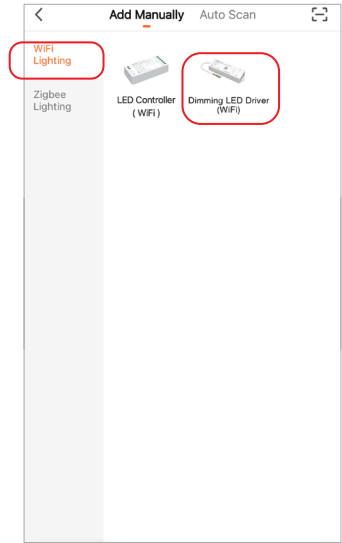 Add Manually Auto Scan
WiFi
Lighting
Zigbee
Lighting
LED Controller
( WiFi )
Dimming LED Driver
(WiFi)